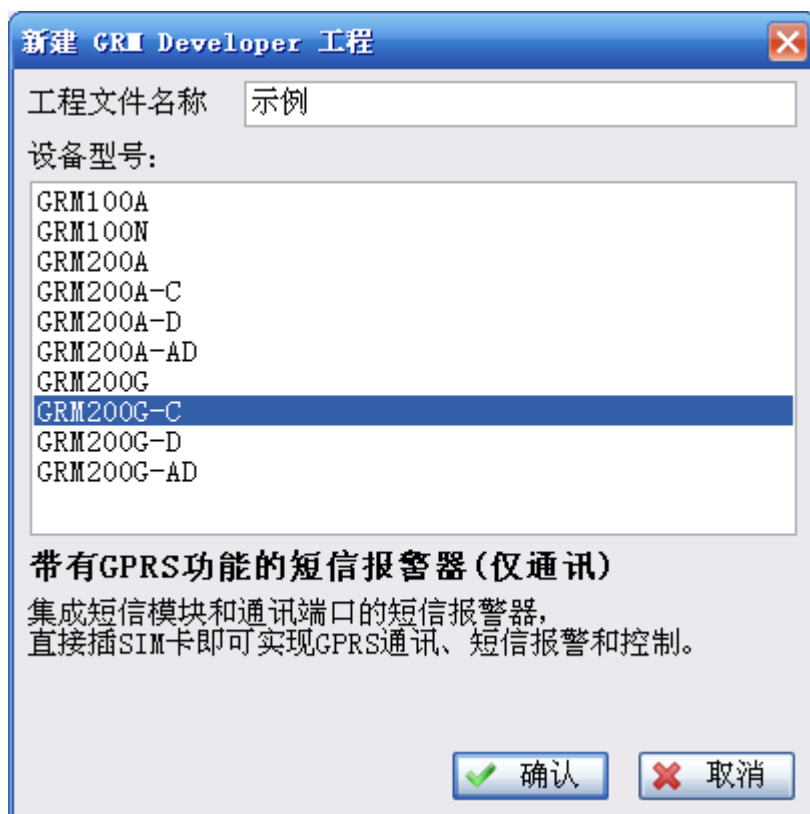 新建 GRM Developer 工程
工程文件名称 示例
设备型号:
GRM100A
GRM100N
GRM200A
GRM200A-C
GRM200A-D
GRM200A-AD
GRM200G
GRM200G-C
GRM200G-D
GRM200G-AD
带有GPRS功能的短信报警器(仅通讯)
集成短信模块和通讯端口的短信报警器,
直接插SIM卡即可实现GPRS通讯、短信报警和控制。
确认 取消